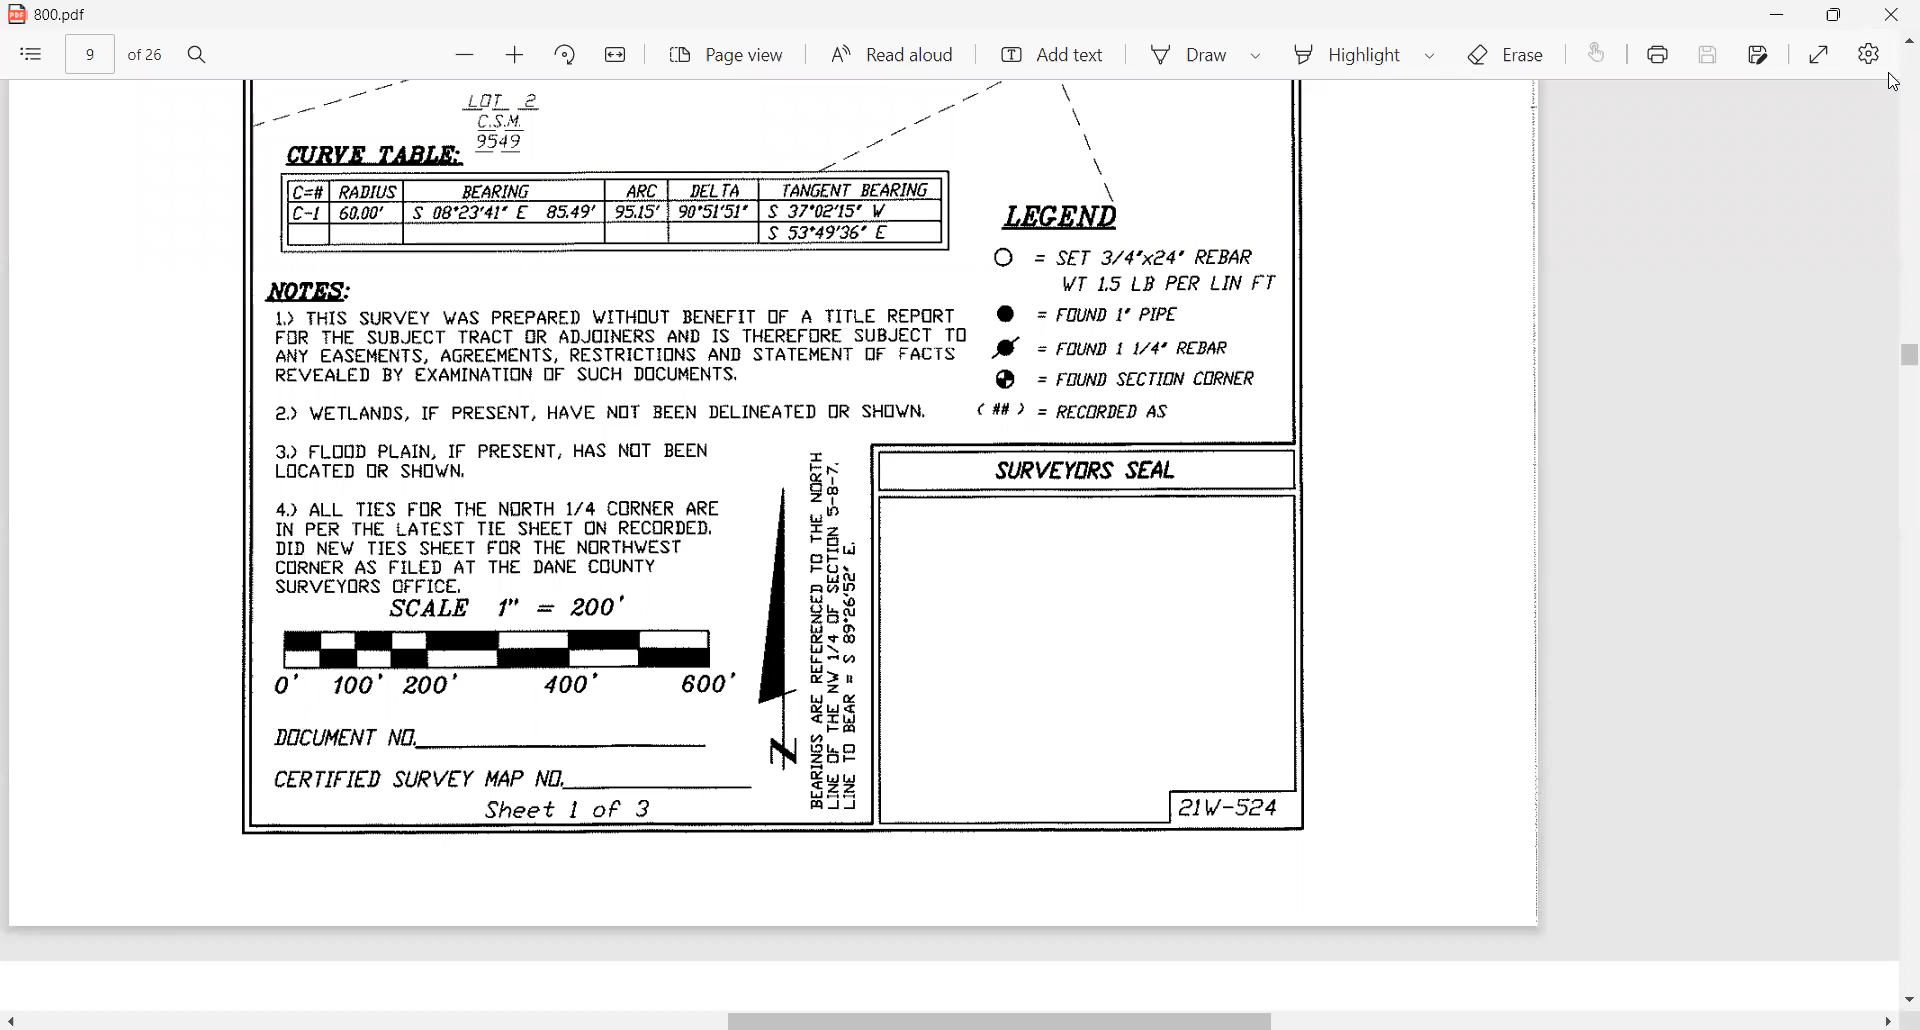 800.pdf
9 of 26 Page view Read aloud Add text Draw Highlight Erase
LOT 2
C.S.M.
9549
CURVE TABLE:
C=# RADIUS BEARING ARC DELTA TANGENT BEARING
C-1 60.00' S 08°23'41" E 85.49' 95.15' 90°51'51" S 37°02'15" W
S 53°49'36" E
LEGEND
= SET 3/4"x24" REBAR
WT 1.5 LB PER LIN FT
= FOUND 1" PIPE
= FOUND 1 1/4" REBAR
= FOUND SECTION CORNER
( ## ) = RECORDED AS
NOTES:
1.) THIS SURVEY WAS PREPARED WITHOUT BENEFIT OF A TITLE REPORT
FOR THE SUBJECT TRACT OR ADJOINERS AND IS THEREFORE SUBJECT TO
ANY EASEMENTS, AGREEMENTS, RESTRICTIONS AND STATEMENT OF FACTS
REVEALED BY EXAMINATION OF SUCH DOCUMENTS.
2.) WETLANDS, IF PRESENT, HAVE NOT BEEN DELINEATED OR SHOWN.
3.) FLOOD PLAIN, IF PRESENT, HAS NOT BEEN
LOCATED OR SHOWN.
4.) ALL TIES FOR THE NORTH 1/4 CORNER ARE
IN PER THE LATEST TIE SHEET ON RECORDED.
DID NEW TIES SHEET FOR THE NORTHWEST
CORNER AS FILED AT THE DANE COUNTY
SURVEYORS OFFICE.
SCALE 1" = 200'
0' 100' 200' 400' 600'
DOCUMENT NO.
CERTIFIED SURVEY MAP NO.
Sheet 1 of 3
N
BEARINGS ARE REFERENCED TO THE NORTH
LINE OF THE NW 1/4 OF SECTION 5-8-7.
LINE TO BEAR = S 89°26'52" E.
SURVEYORS SEAL
21W-524